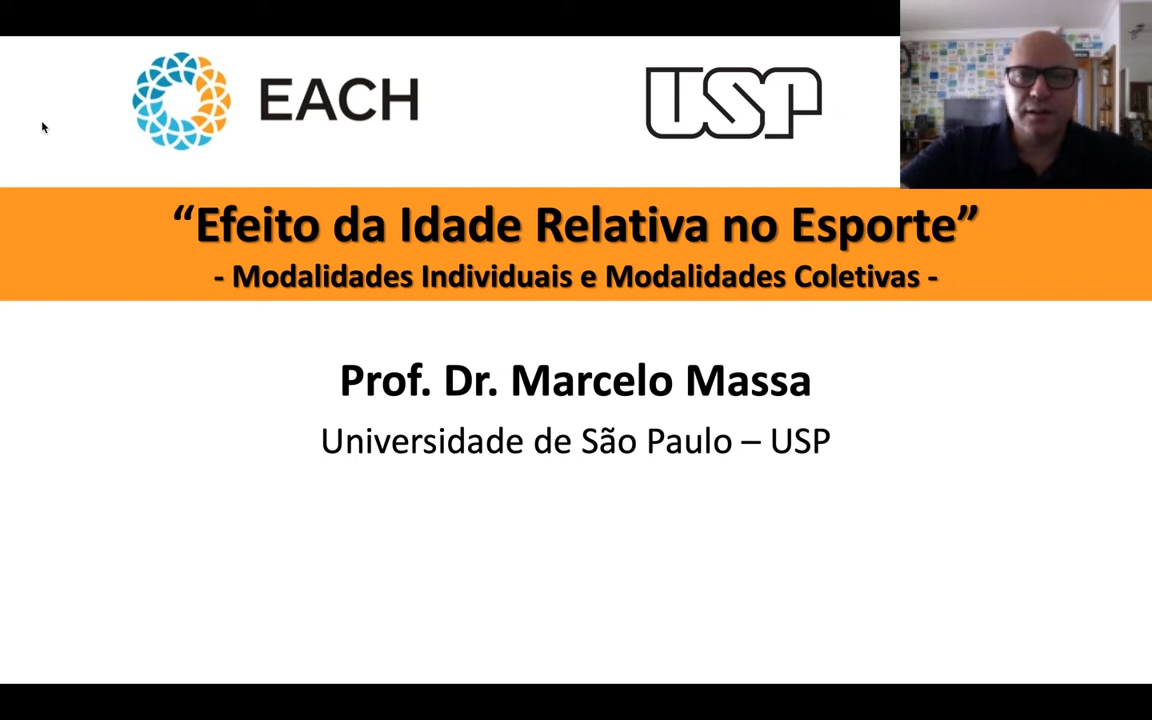 EACH
USP
“Efeito da Idade Relativa no Esporte”
- Modalidades Individuais e Modalidades Coletivas -
Prof. Dr. Marcelo Massa
Universidade de São Paulo – USP